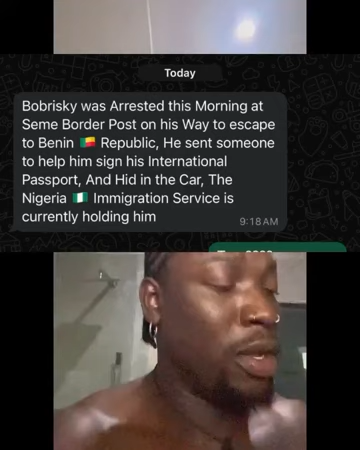 Today
Bobrisky was Arrested this Morning at
Seme Border Post on his Way to escape
to Benin 🇧🇯 Republic, He sent someone
to help him sign his International
Passport, And Hid in the Car, The
Nigeria 🇳🇬 Immigration Service is
currently holding him
9:18 AM